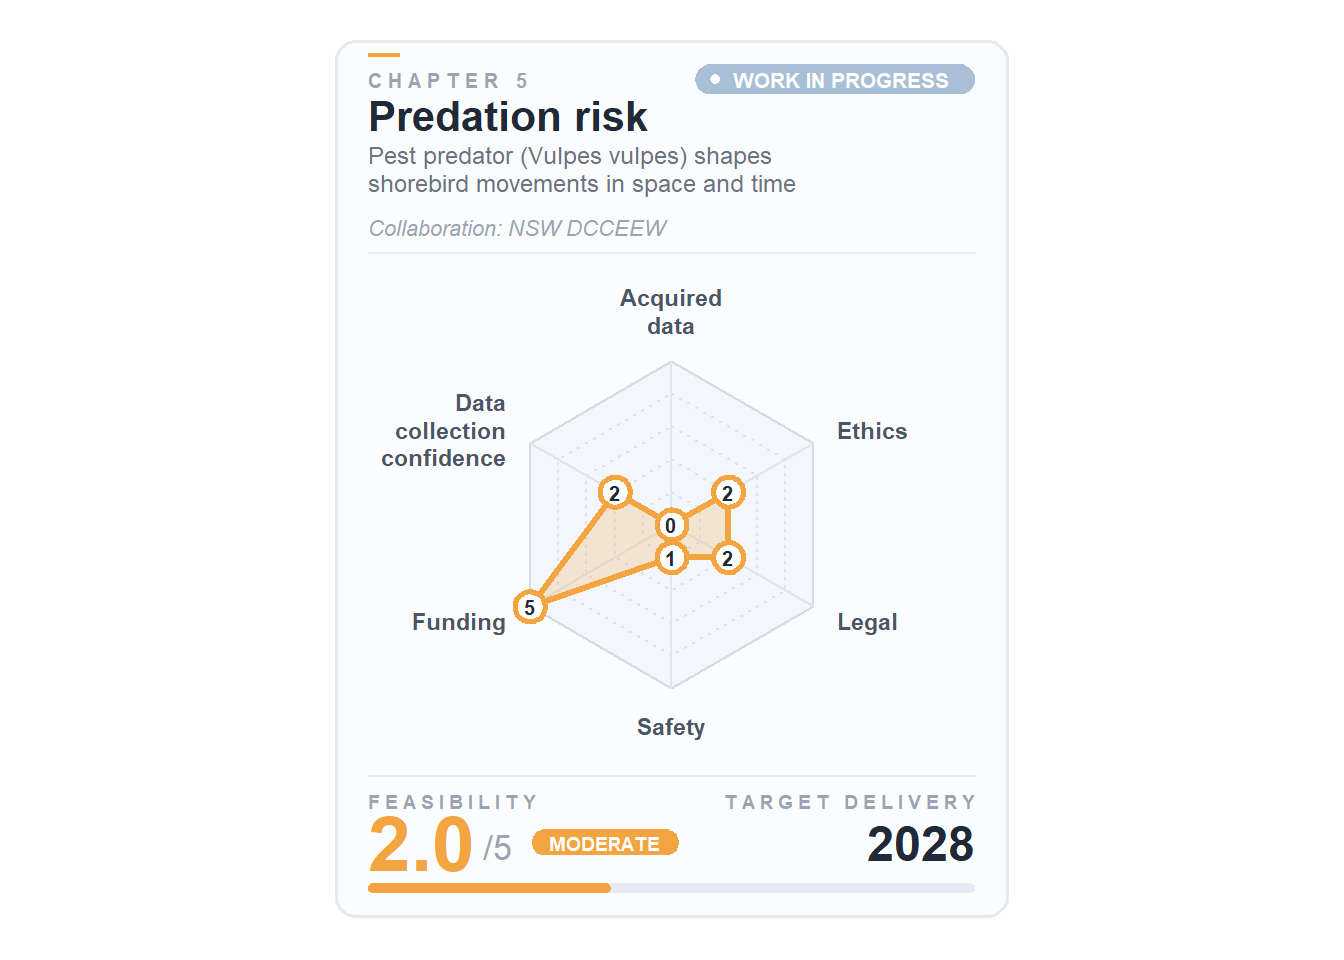 CHAPTER 5
WORK IN PROGRESS
Predation risk
Pest predator (Vulpes vulpes) shapes
shorebird movements in space and time
Collaboration: NSW DCCEEW
Acquired
data
Data
collection
confidence
Ethics
2
2
0
1
2
5
Funding
Legal
Safety
FEASIBILITY
TARGET DELIVERY
2.0 /5
MODERATE
2028